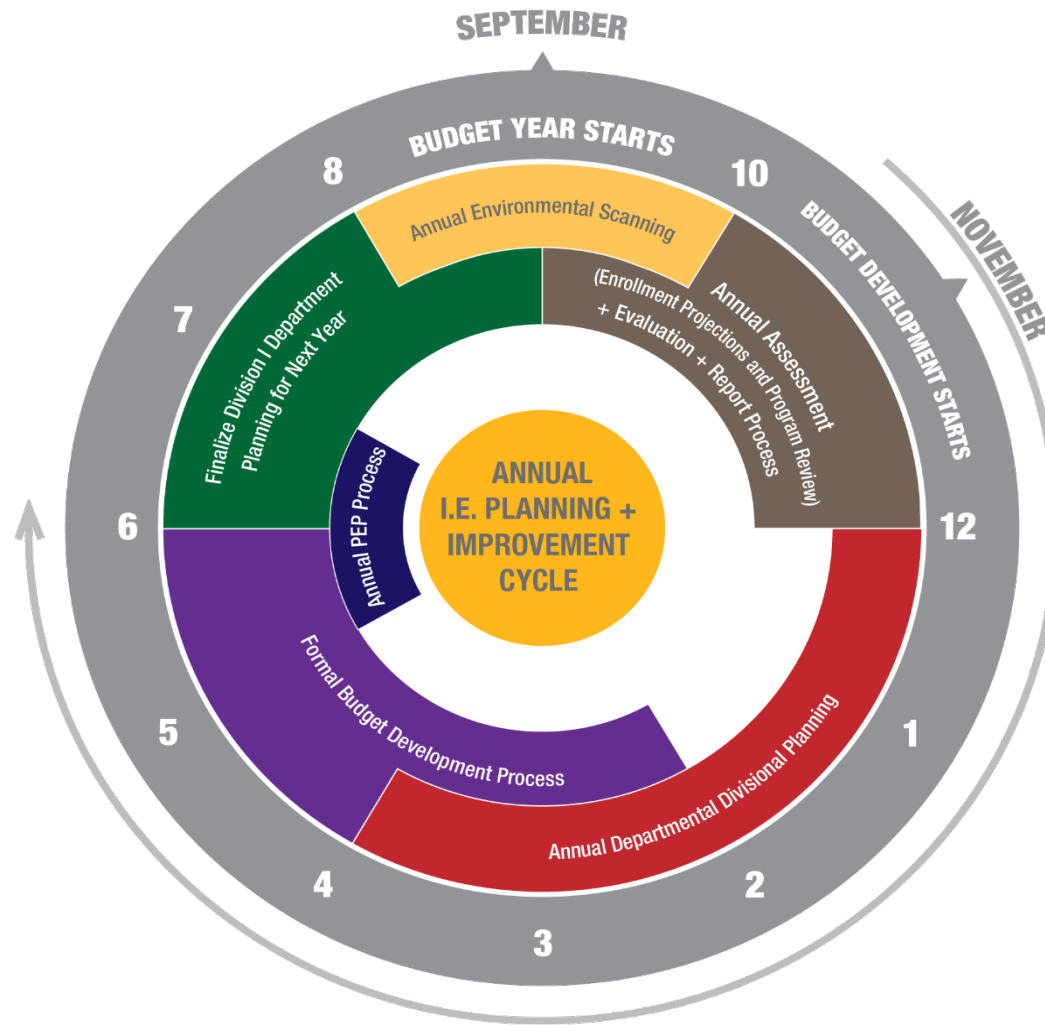 SEPTEMBER
BUDGET YEAR STARTS
8
10
NOVEMBER
BUDGET DEVELOPMENT STARTS
Annual Environmental Scanning
Annual Assessment
(Enrollment Projections and Program Review)
+ Evaluation + Report Process
7
Finalize Division I Department
Planning for Next Year
Annual PEP Process
ANNUAL
I.E. PLANNING +
IMPROVEMENT
CYCLE
6
12
Formal Budget Development Process
Annual Departmental Divisional Planning
5
1
4
2
3